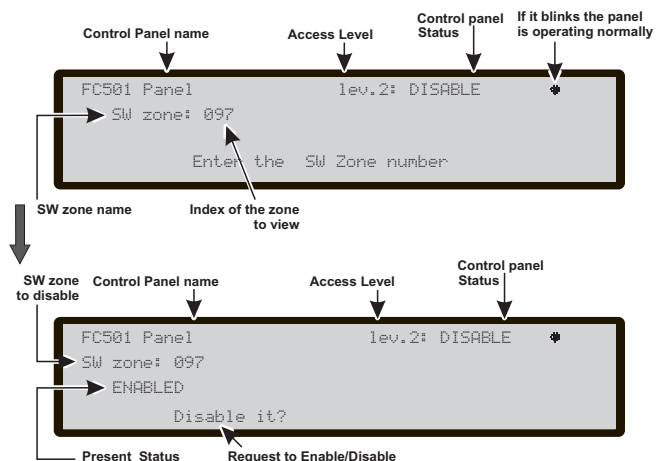 Control Panel name
Access Level
Control panel
Status
If it blinks the panel
is operating normally
FC501 Panel lev.2: DISABLE
SW zone: 097
Enter the SW Zone number
SW zone name
Index of the zone
to view
SW zone
to disable
Control Panel name
Access Level
Control panel
Status
FC501 Panel lev.2: DISABLE
SW zone: 097
ENABLED
Disable it?
Present Status
Request to Enable/Disable